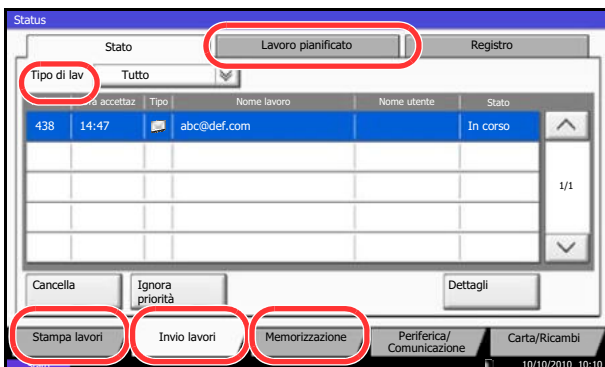 Status
Stato
Lavoro pianificato
Registro
Tipo di lav
Tutto
accettaz
Tipo
Nome lavoro
Nome utente
Stato
438
14:47
abc@def.com
In corso
1/1
Cancella
Ignora
priorità
Dettagli
Stampa lavori
Invio lavori
Memorizzazione
Periferica/
Comunicazione
Carta/Ricambi
10/10/2010 10:10